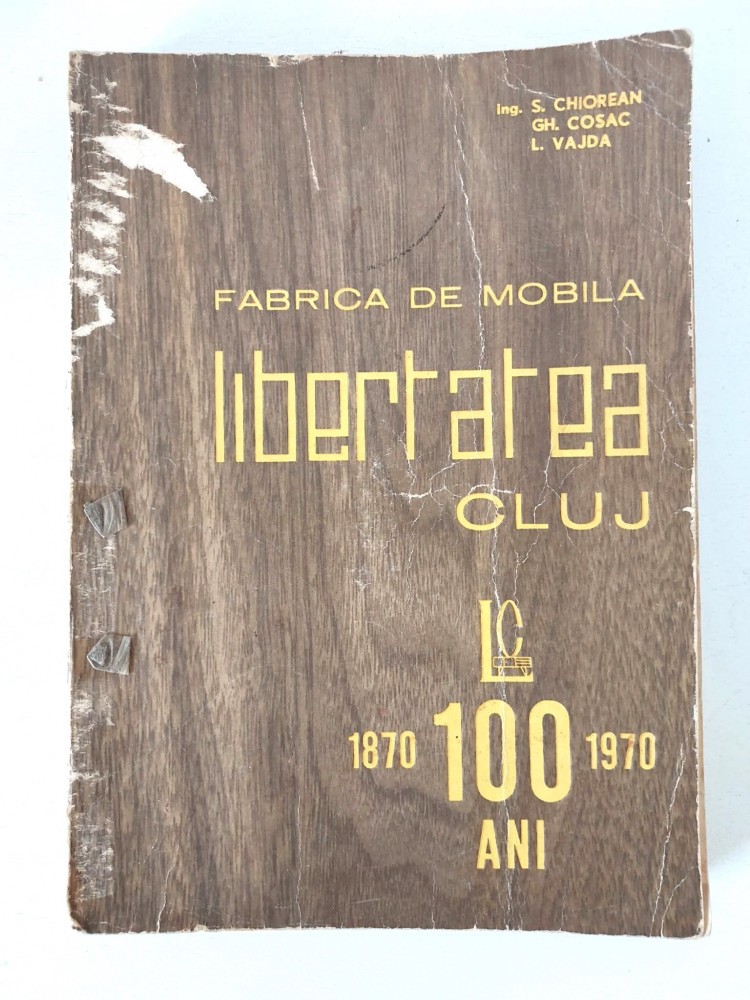 ing. S. CHIOREAN
GH. COSAC
L. VAJDA
FABRICA DE MOBILA
libertatea
CLUJ
LC
1870 100 1970
ANI